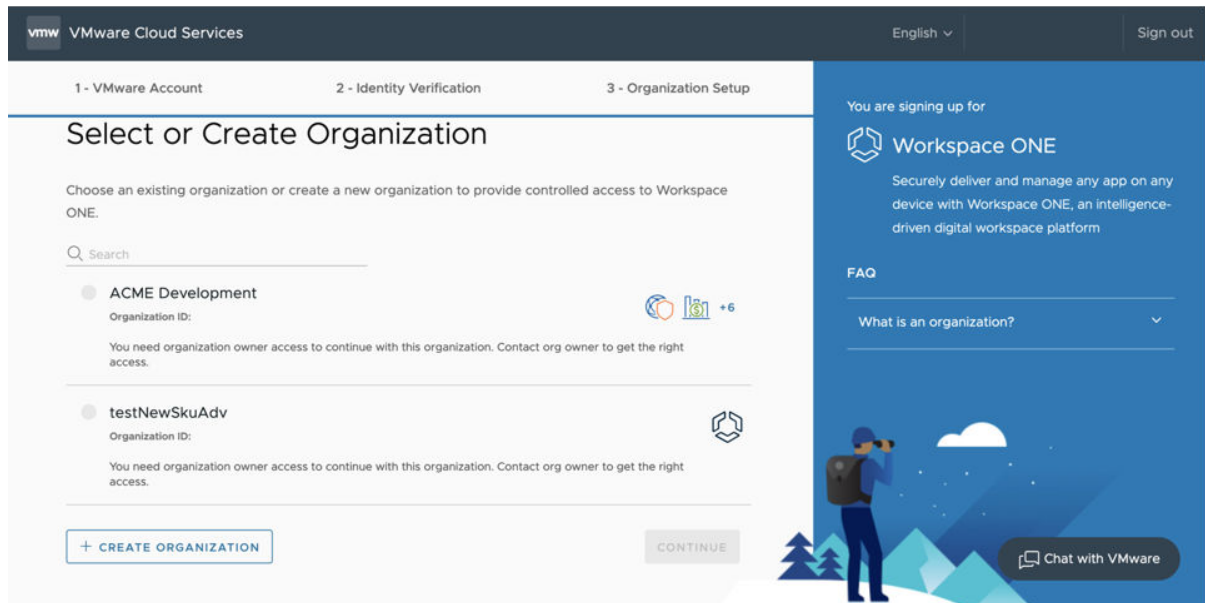 vmw VMware Cloud Services
English
Sign out
1 - VMware Account
2 - Identity Verification
3 - Organization Setup
Select or Create Organization
Choose an existing organization or create a new organization to provide controlled access to Workspace
ONE.
Search
ACME Development
Organization ID:
+6
You need organization owner access to continue with this organization. Contact org owner to get the right
access.
testNewSkuAdv
Organization ID:
You need organization owner access to continue with this organization. Contact org owner to get the right
access.
+ CREATE ORGANIZATION
CONTINUE
You are signing up for
Workspace ONE
Securely deliver and manage any app on any
device with Workspace ONE, an intelligence-
driven digital workspace platform
FAQ
What is an organization?
Chat with VMware